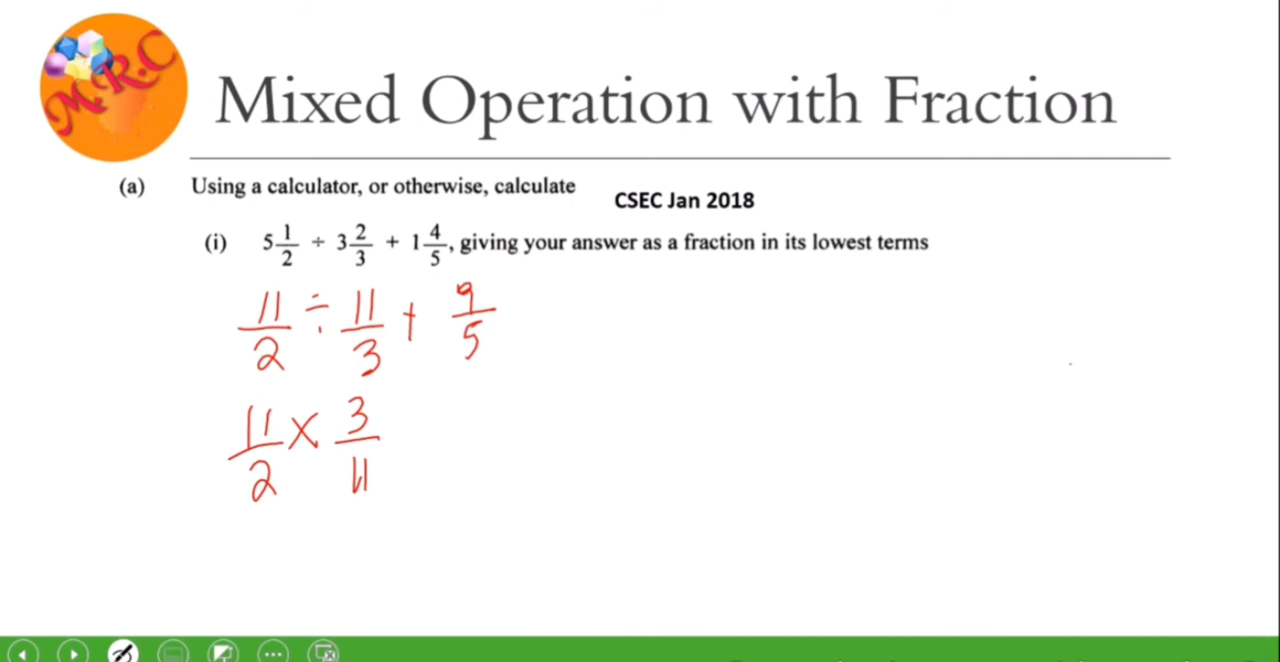 M.R.C
Mixed Operation with Fraction
(a) Using a calculator, or otherwise, calculate
CSEC Jan 2018
(i) 5 1/2 ÷ 3 2/3 + 1 4/5, giving your answer as a fraction in its lowest terms
11/2 ÷ 11/3 + 9/5
11/2 × 3/11